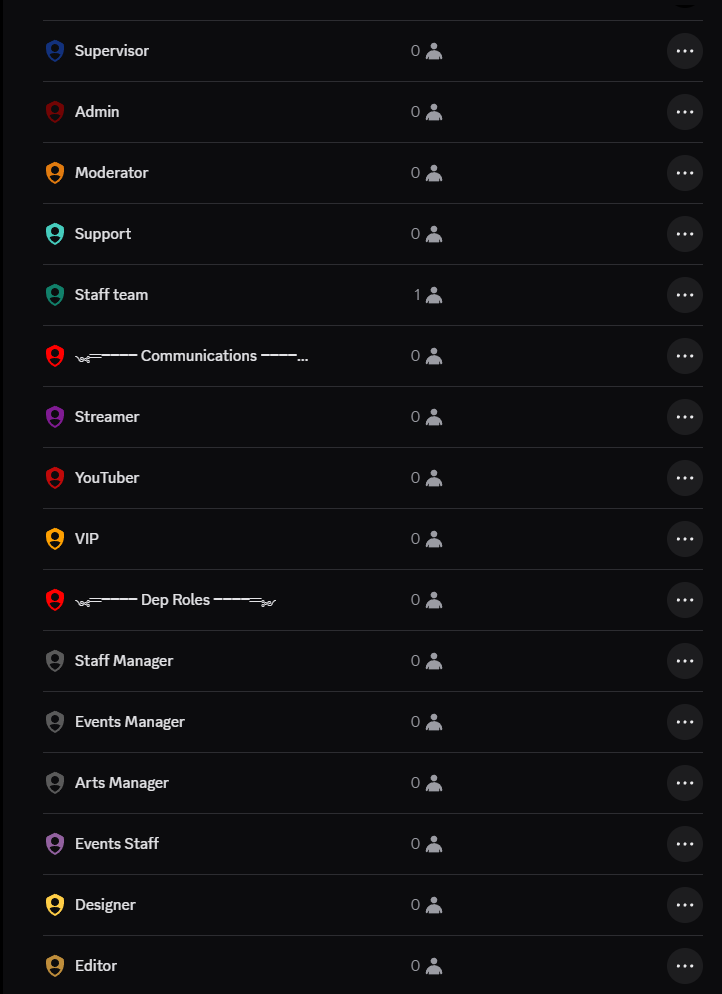 Supervisor 0
Admin 0
Moderator 0
Support 0
Staff team 1
༺═──── Communications ────...
Streamer 0
YouTuber 0
VIP 0
༺═──── Dep Roles ────═༻ 0
Staff Manager 0
Events Manager 0
Arts Manager 0
Events Staff 0
Designer 0
Editor 0